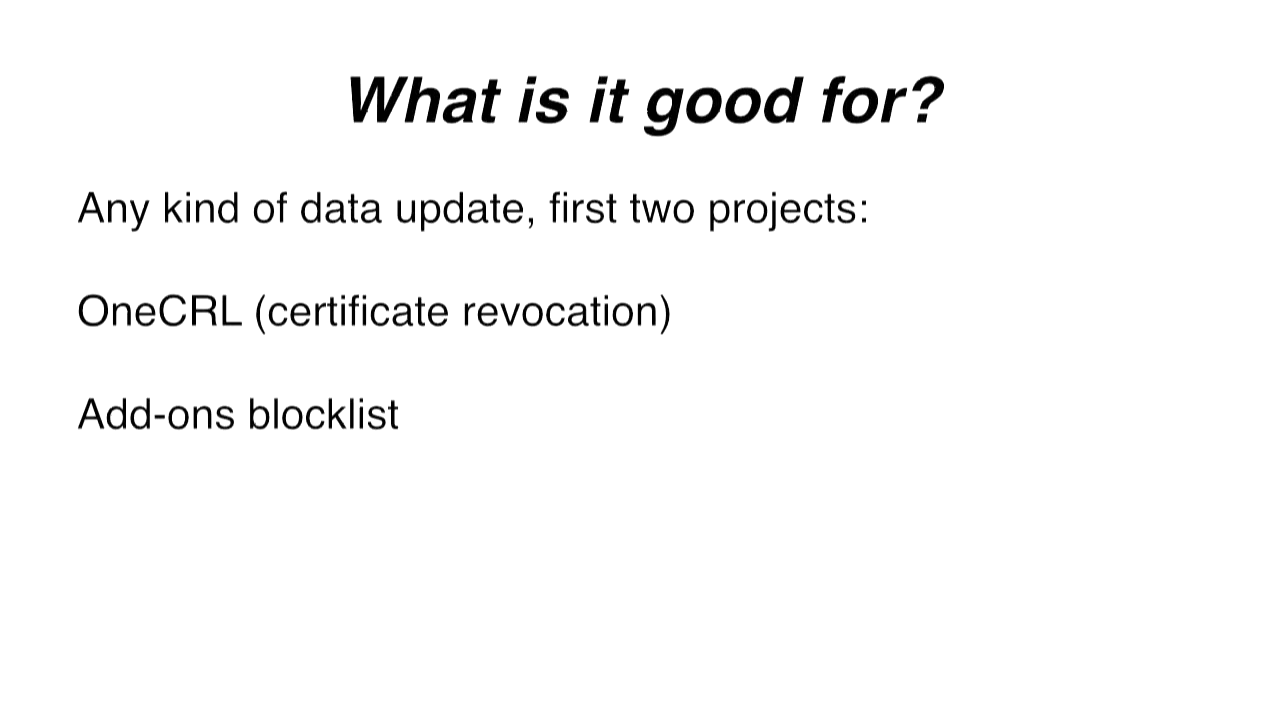 What is it good for?
Any kind of data update, first two projects:
OneCRL (certificate revocation)
Add-ons blocklist